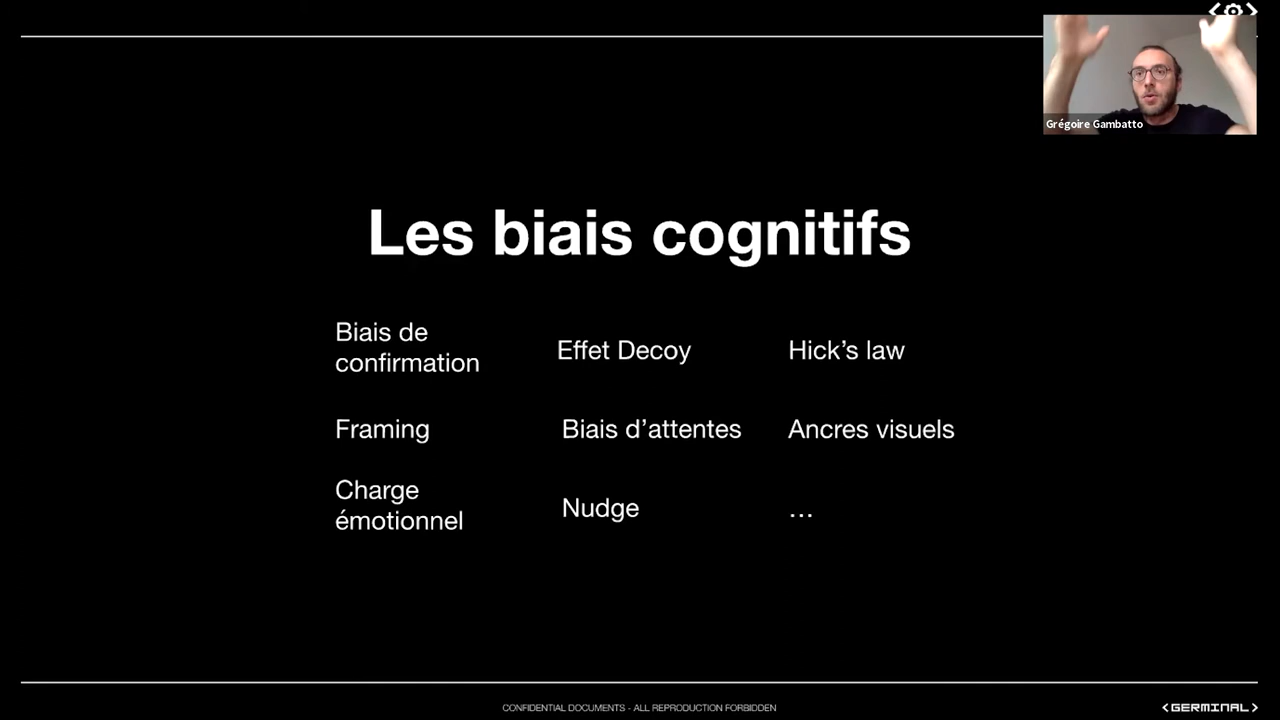 Grégoire Gambatto
Les biais cognitifs
Biais de
confirmation
Effet Decoy
Hick’s law
Framing
Biais d’attentes
Ancres visuels
Charge
émotionnel
Nudge
…
CONFIDENTIAL DOCUMENTS - ALL REPRODUCTION FORBIDDEN
<GERMINAL>